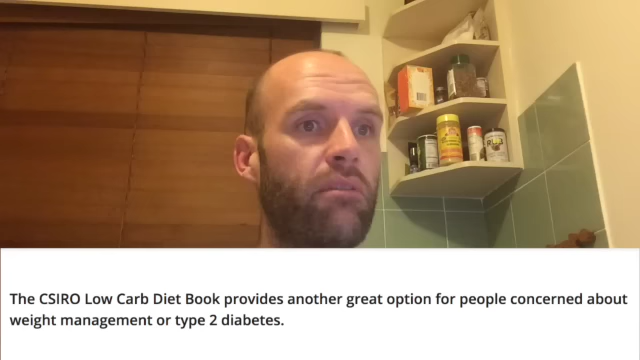 The CSIRO Low Carb Diet Book provides another great option for people concerned about
weight management or type 2 diabetes.